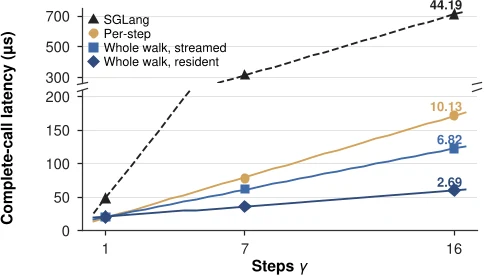 44.19
700
500
300
200
150
100
50
0
Complete-call latency (µs)
SGLang
Per-step
Whole walk, streamed
Whole walk, resident
10.13
6.82
2.69
1
7
16
Steps γ